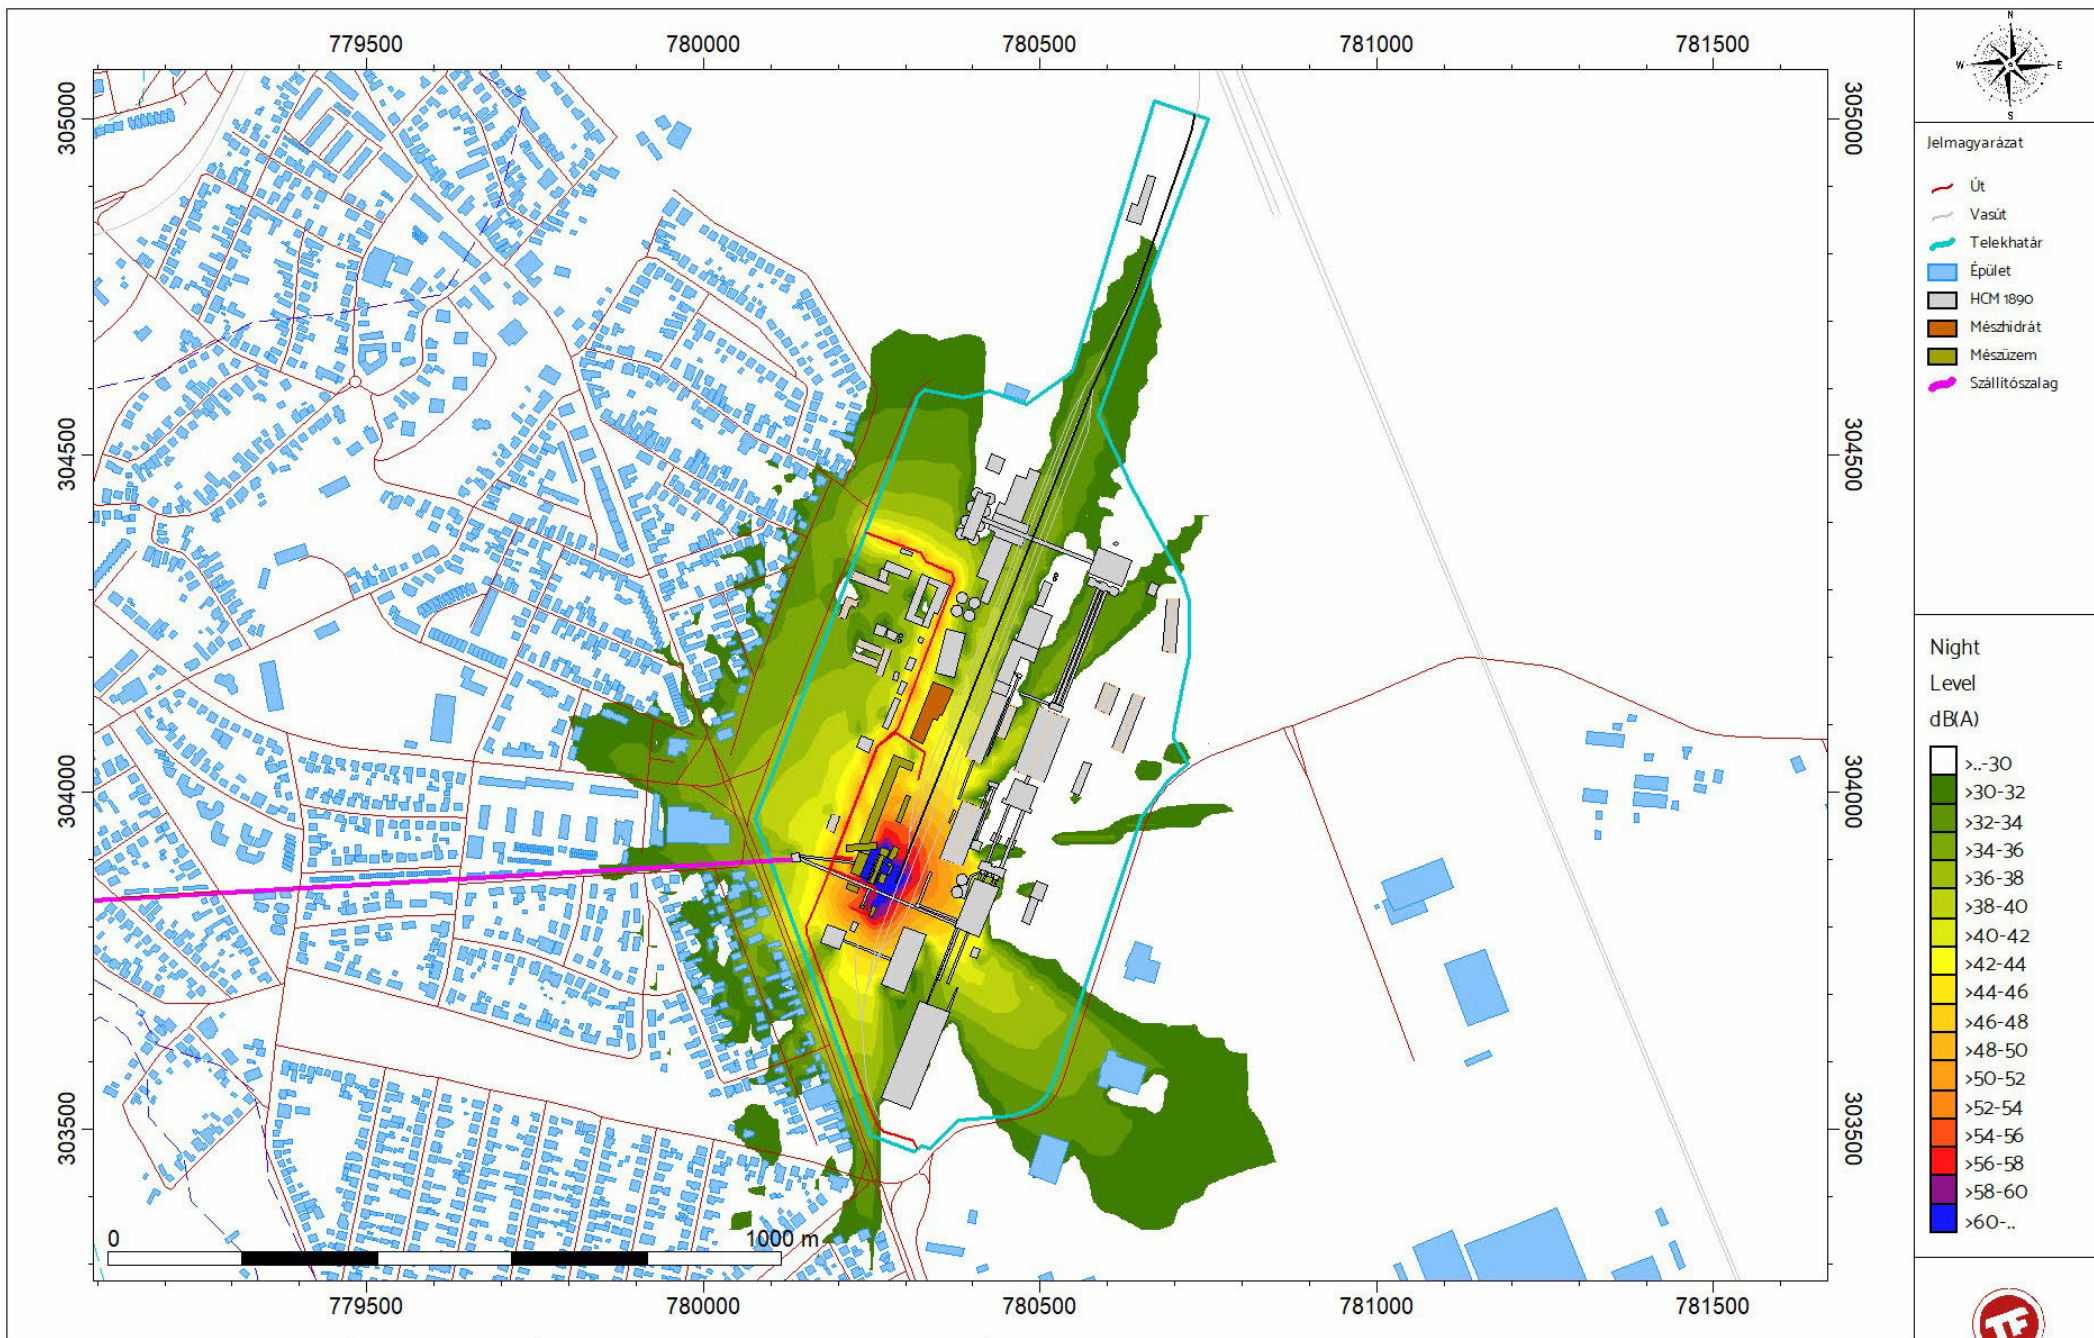 779500 780000 780500 781000 781500
N
W E
S
305000
304500
304000
303500
305000
304500
304000
303500
Jelmagyarázat
Út
Vasút
Telekhatár
Épület
HCM 1890
Mészhidrát
Mészüzem
Szállítószalag
Night
Level
dB(A)
>..-30
>30-32
>32-34
>34-36
>36-38
>38-40
>40-42
>42-44
>44-46
>46-48
>48-50
>50-52
>52-54
>54-56
>56-58
>58-60
>60-..
0 1000 m
779500 780000 780500 781000 781500
TF